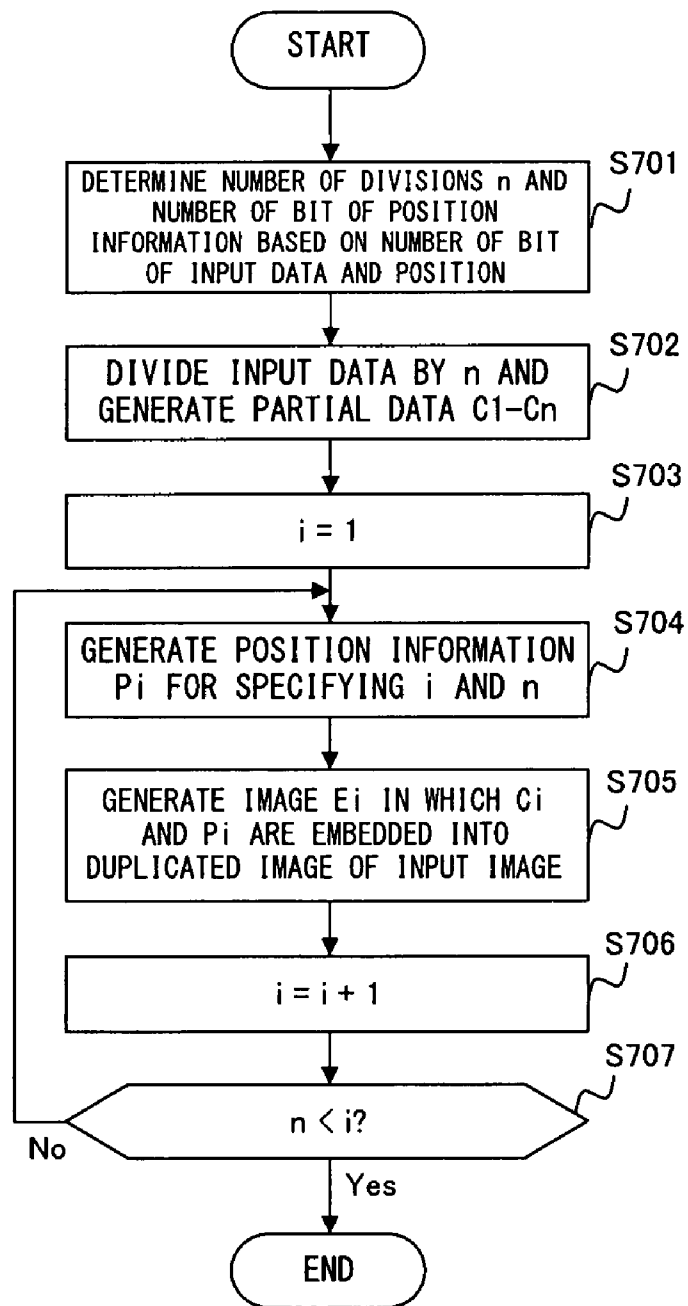 START
S701
DETERMINE NUMBER OF DIVISIONS n AND
NUMBER OF BIT OF POSITION
INFORMATION BASED ON NUMBER OF BIT
OF INPUT DATA AND POSITION
S702
DIVIDE INPUT DATA BY n AND
GENERATE PARTIAL DATA C1-Cn
S703
i = 1
S704
GENERATE POSITION INFORMATION
Pi FOR SPECIFYING i AND n
S705
GENERATE IMAGE Ei IN WHICH Ci
AND Pi ARE EMBEDDED INTO
DUPLICATED IMAGE OF INPUT IMAGE
S706
i = i + 1
S707
n < i?
No
Yes
END